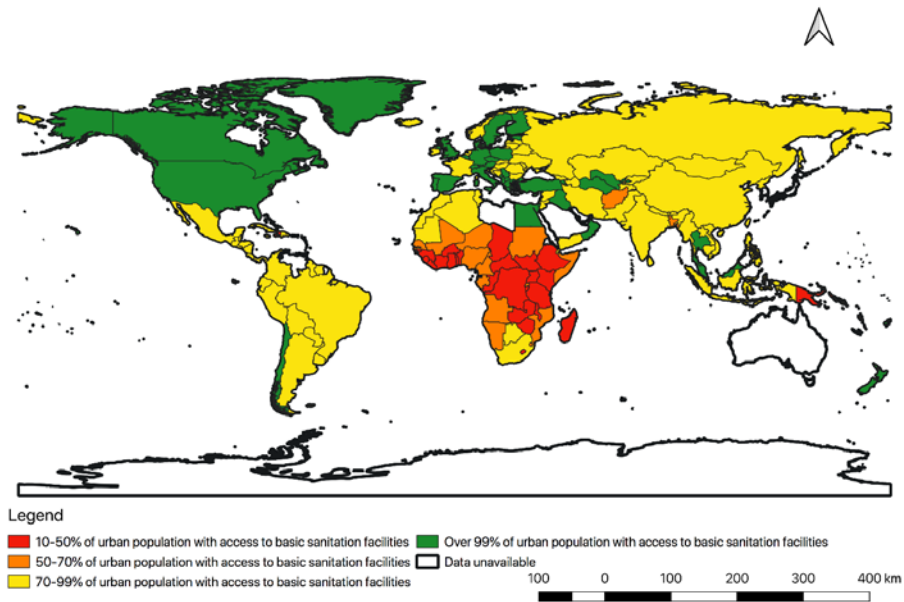 Legend
10-50% of urban population with access to basic sanitation facilities
50-70% of urban population with access to basic sanitation facilities
70-99% of urban population with access to basic sanitation facilities
Over 99% of urban population with access to basic sanitation facilities
Data unavailable
100 0 100 200 300 400 km